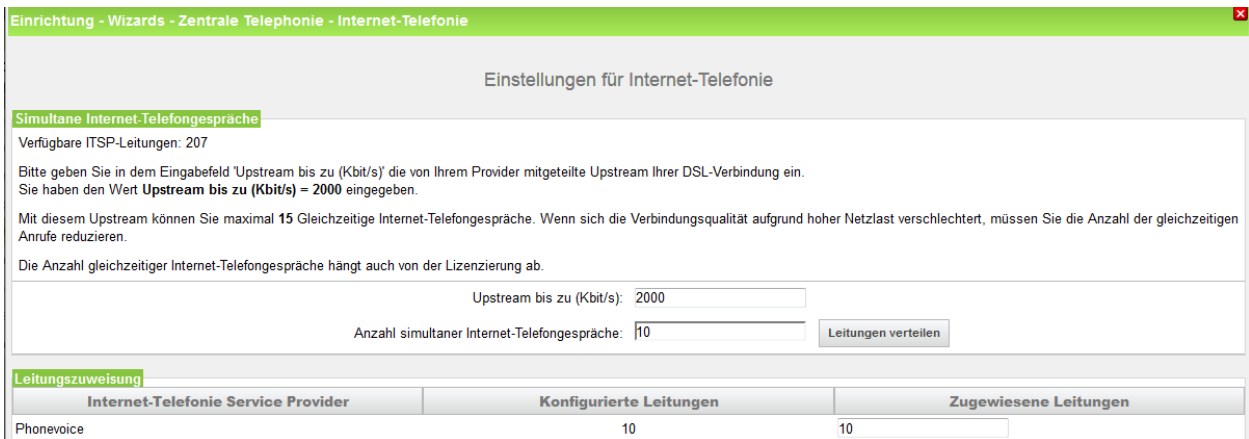 Einrichtung - Wizards - Zentrale Telephonie - Internet-Telefonie
Einstellungen für Internet-Telefonie
Simultane Internet-Telefongespräche
Verfügbare ITSP-Leitungen: 207
Bitte geben Sie in dem Eingabefeld 'Upstream bis zu (Kbit/s)' die von Ihrem Provider mitgeteilte Upstream Ihrer DSL-Verbindung ein.
Sie haben den Wert Upstream bis zu (Kbit/s) = 2000 eingegeben.
Mit diesem Upstream können Sie maximal 15 Gleichzeitige Internet-Telefongespräche. Wenn sich die Verbindungsqualität aufgrund hoher Netzlast verschlechtert, müssen Sie die Anzahl der gleichzeitigen
Anrufe reduzieren.
Die Anzahl gleichzeitiger Internet-Telefongespräche hängt auch von der Lizenzierung ab.
Upstream bis zu (Kbit/s): 2000
Anzahl simultaner Internet-Telefongespräche: 10 Leitungen verteilen
Leitungszuweisung
Internet-Telefonie Service Provider Konfigurierte Leitungen Zugewiesene Leitungen
Phonevoice 10 10